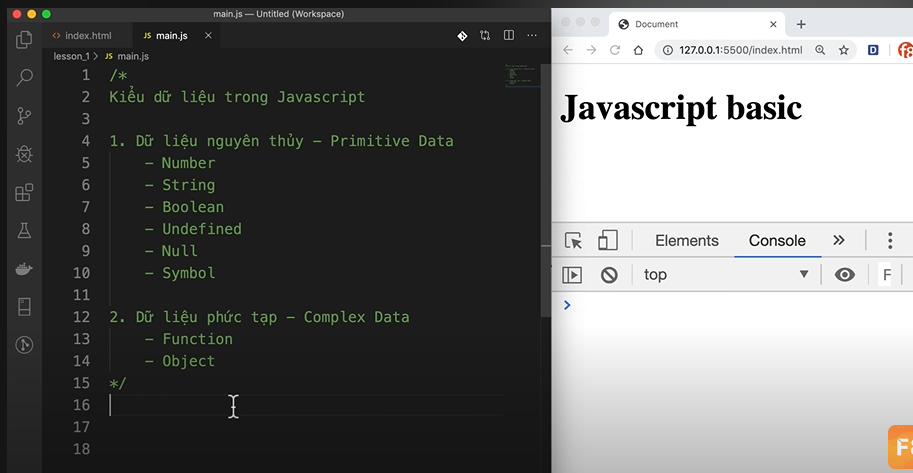 main.js — Untitled (Workspace)
index.html
JS main.js
lesson_1 > JS main.js
1 /*
2 Kiểu dữ liệu trong Javascript
3
4 1. Dữ liệu nguyên thủy - Primitive Data
5 - Number
6 - String
7 - Boolean
8 - Undefined
9 - Null
10 - Symbol
11
12 2. Dữ liệu phức tạp - Complex Data
13 - Function
14 - Object
15 */
16
17
18
Document
127.0.0.1:5500/index.html
D
f8
Javascript basic
Elements
Console
top
F
F8